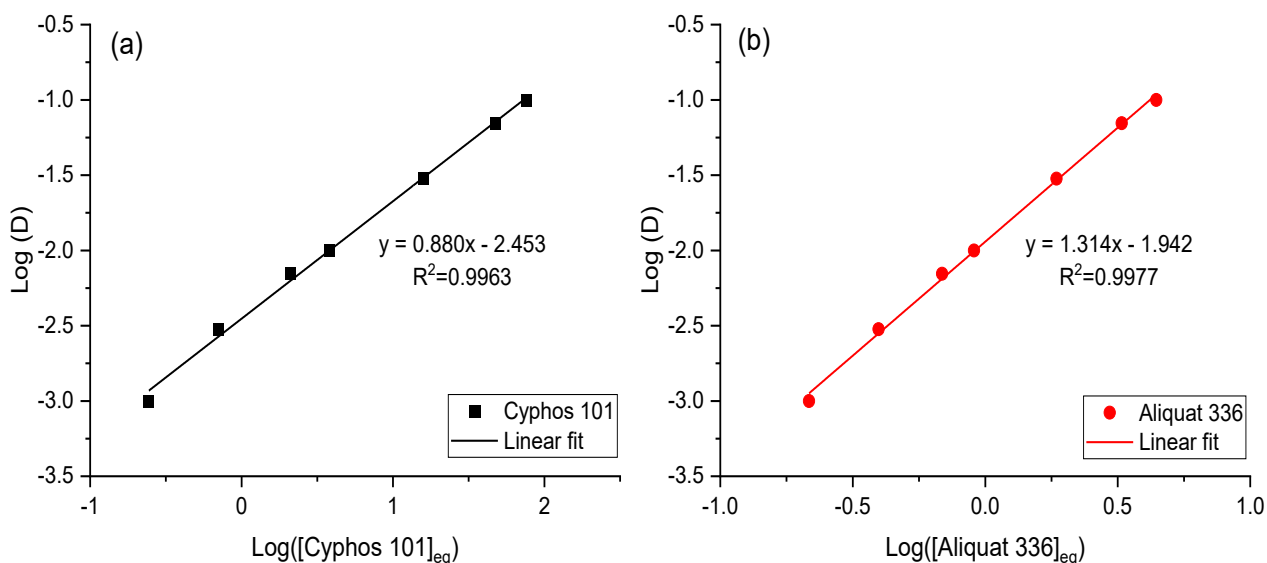 (a)
Log (D)
-0.5
-1.0
-1.5
-2.0
-2.5
-3.0
-3.5
y = 0.880x - 2.453
R²=0.9963
Cyphos 101
Linear fit
-1 0 1 2
Log([Cyphos 101]eq)
(b)
Log (D)
-0.5
-1.0
-1.5
-2.0
-2.5
-3.0
-3.5
y = 1.314x - 1.942
R²=0.9977
Aliquat 336
Linear fit
-1.0 -0.5 0.0 0.5 1.0
Log([Aliquat 336]eq)